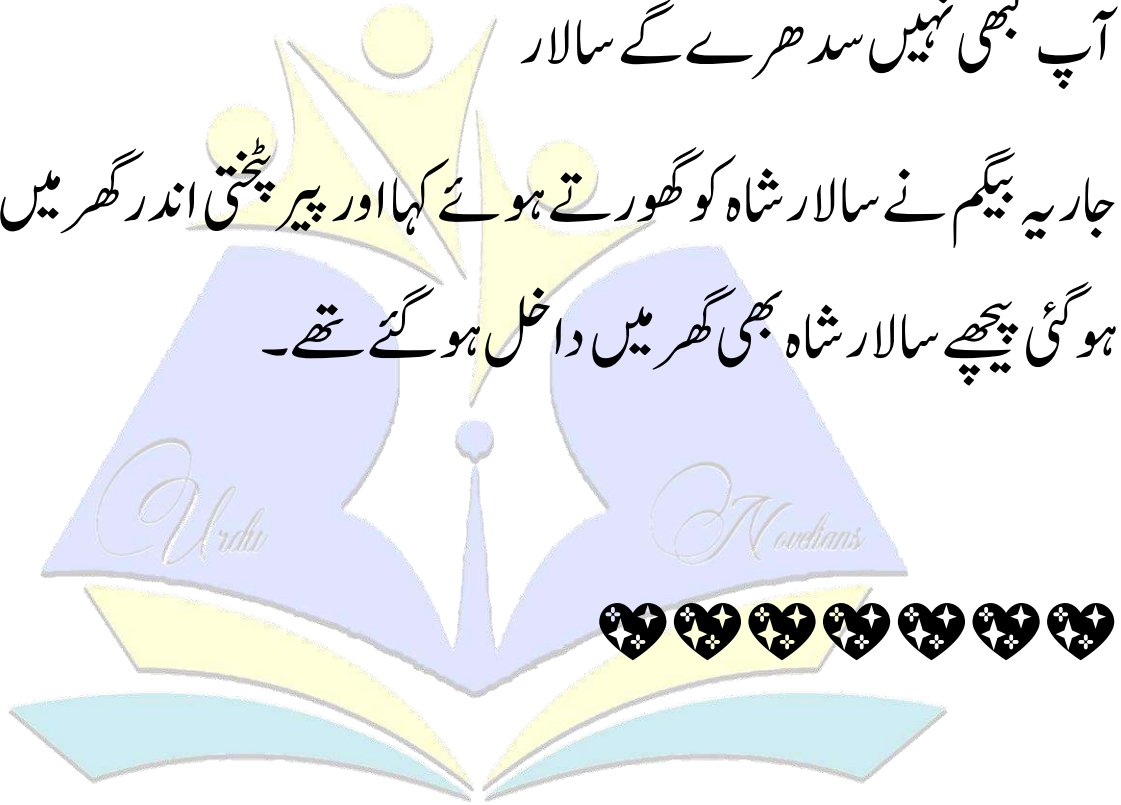 آپ کبھی نہیں سدھرے گے سالار
جاریہ بیگم نے سالار شاہ کو گھورتے ہوئے کہا اور پیر پٹختی اندر گھر میں
ہوگئی پیچھے سالار شاہ بھی گھر میں داخل ہوگئے تھے۔
Urdu Novelians
💖💖💖💖💖💖💖